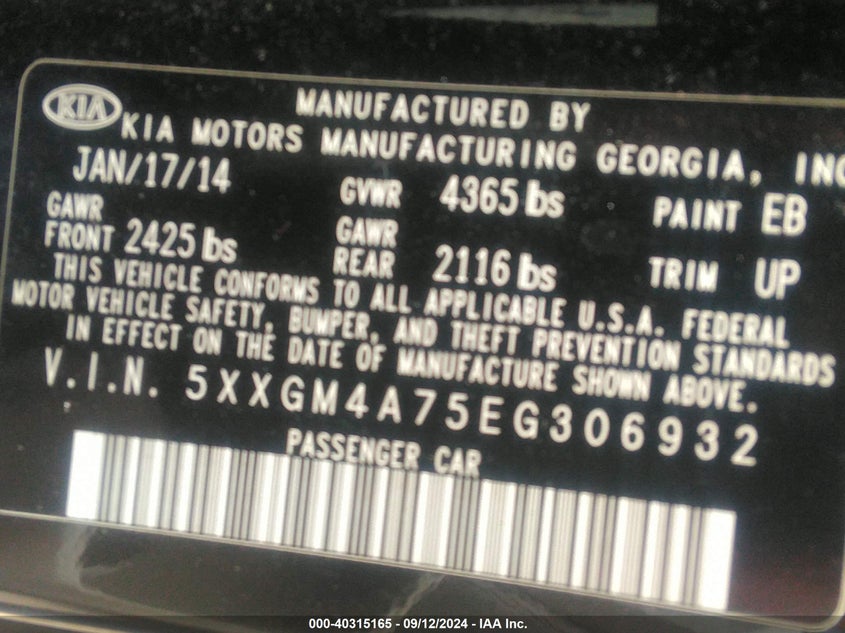 KIA
MANUFACTURED BY
KIA MOTORS MANUFACTURING GEORGIA, INC
JAN/17/14 GVWR 4365 lbs PAINT EB
GAWR FRONT 2425 lbs GAWR REAR 2116 lbs TRIM UP
THIS VEHICLE CONFORMS TO ALL APPLICABLE U.S.A. FEDERAL
MOTOR VEHICLE SAFETY, BUMPER, AND THEFT PREVENTION STANDARDS
IN EFFECT ON THE DATE OF MANUFACTURE SHOWN ABOVE.
V.I.N. 5XXGM4A75EG306932
PASSENGER CAR
000-40315165 - 09/12/2024 - IAA Inc.